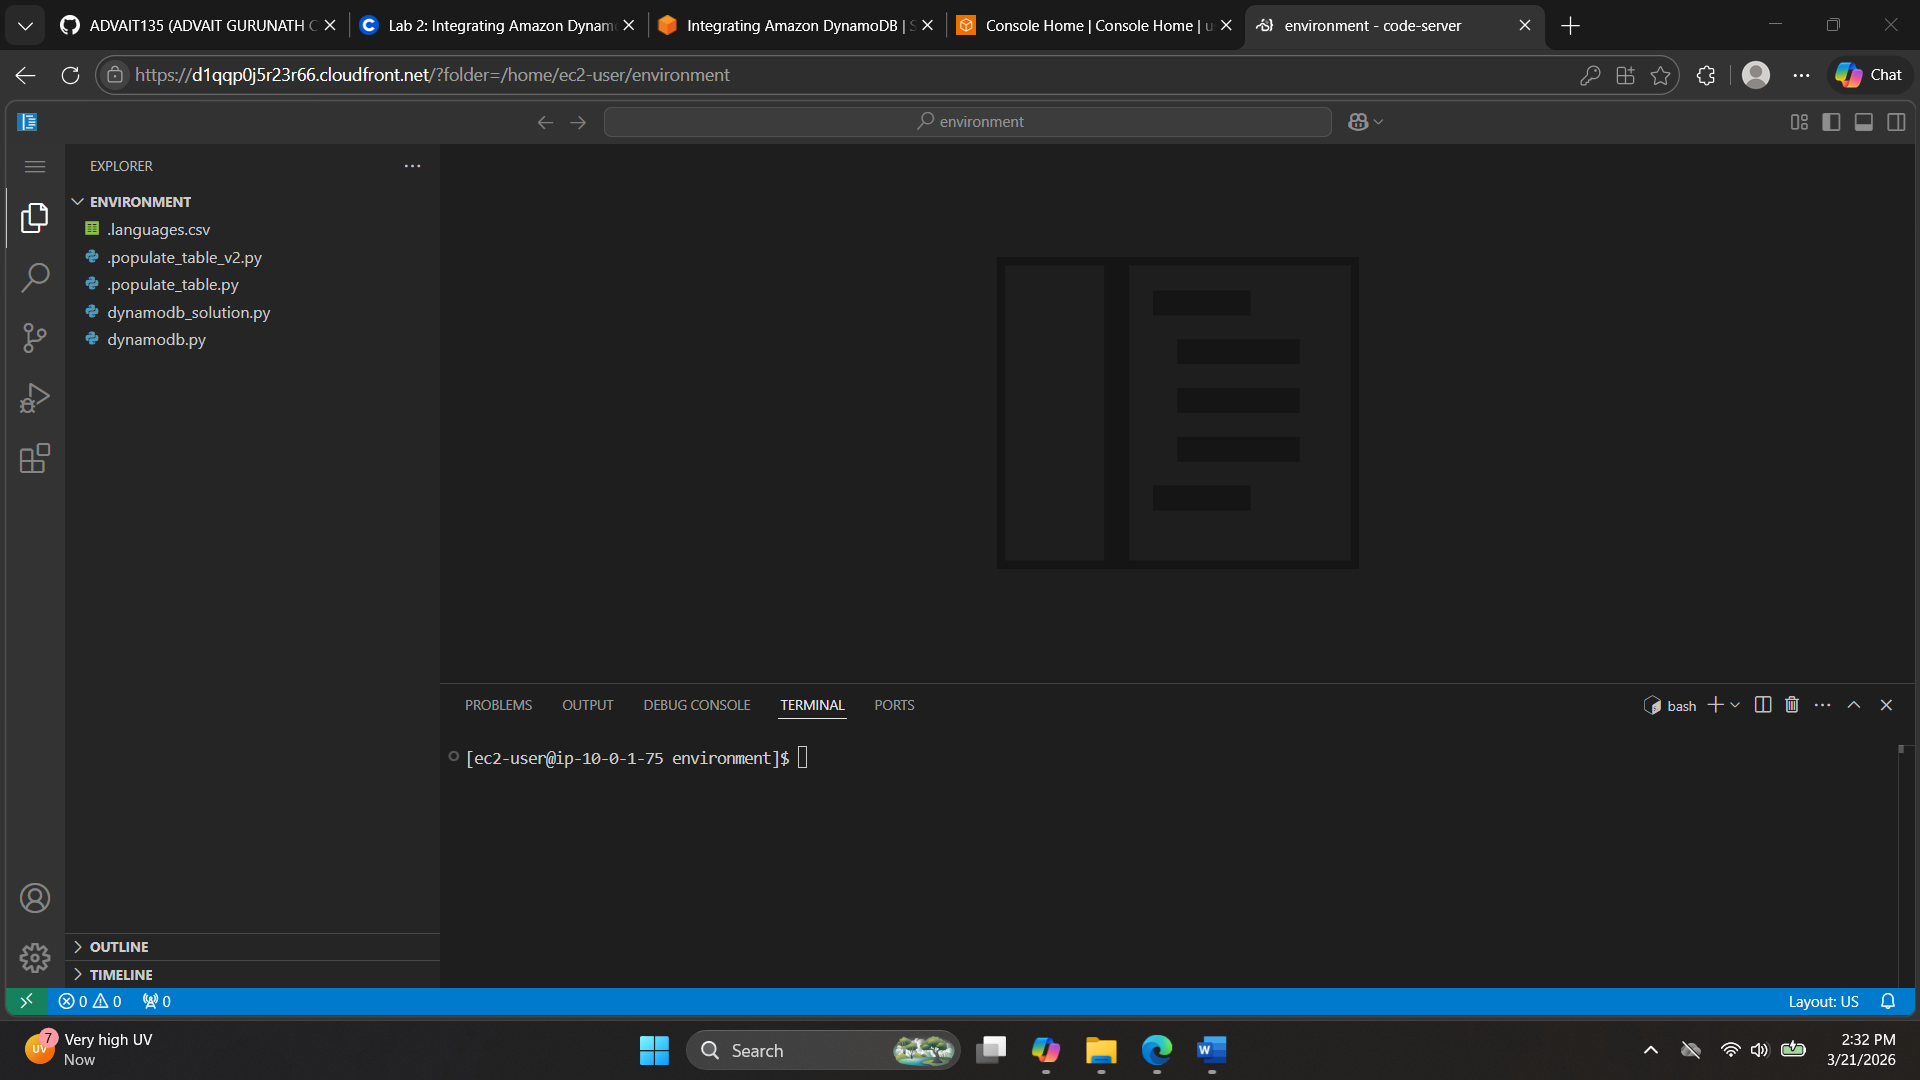 ADVAIT135 (ADVAIT GURUNATH C
Lab 2: Integrating Amazon Dynam
Integrating Amazon DynamoDB | S
Console Home | Console Home | u
environment - code-server
https://d1qqp0j5r23r66.cloudfront.net/?folder=/home/ec2-user/environment
Chat
environment
EXPLORER
ENVIRONMENT
.languages.csv
.populate_table_v2.py
.populate_table.py
dynamodb_solution.py
dynamodb.py
PROBLEMS
OUTPUT
DEBUG CONSOLE
TERMINAL
PORTS
bash
[ec2-user@ip-10-0-1-75 environment]$
OUTLINE
TIMELINE
0 0 0
Layout: US
UV 7
Very high UV
Now
Search
W
2:32 PM
3/21/2026